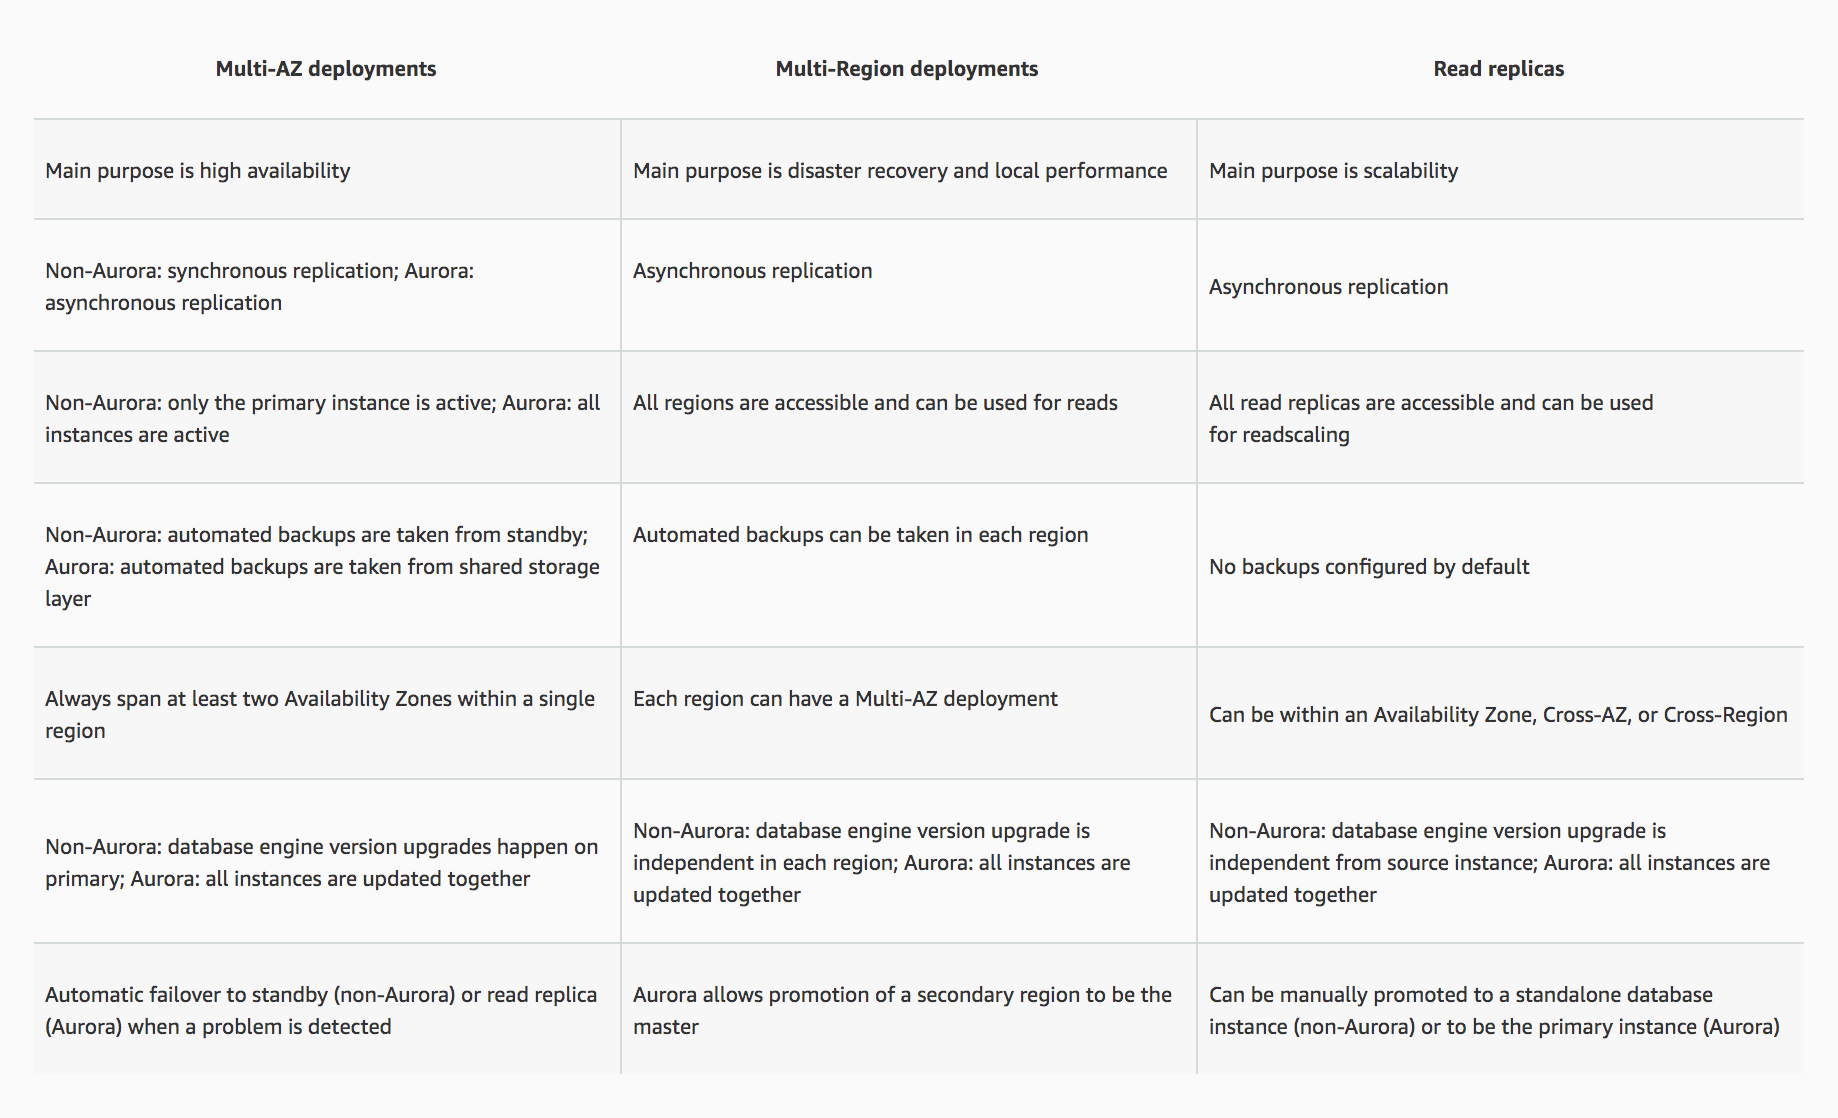 Multi-AZ deployments
Multi-Region deployments
Read replicas
Main purpose is high availability
Main purpose is disaster recovery and local performance
Main purpose is scalability
Non-Aurora: synchronous replication; Aurora:
asynchronous replication
Asynchronous replication
Asynchronous replication
Non-Aurora: only the primary instance is active; Aurora: all
instances are active
All regions are accessible and can be used for reads
All read replicas are accessible and can be used
for readscaling
Non-Aurora: automated backups are taken from standby;
Aurora: automated backups are taken from shared storage
layer
Automated backups can be taken in each region
No backups configured by default
Always span at least two Availability Zones within a single
region
Each region can have a Multi-AZ deployment
Can be within an Availability Zone, Cross-AZ, or Cross-Region
Non-Aurora: database engine version upgrades happen on
primary; Aurora: all instances are updated together
Non-Aurora: database engine version upgrade is
independent in each region; Aurora: all instances are
updated together
Non-Aurora: database engine version upgrade is
independent from source instance; Aurora: all instances are
updated together
Automatic failover to standby (non-Aurora) or read replica
(Aurora) when a problem is detected
Aurora allows promotion of a secondary region to be the
master
Can be manually promoted to a standalone database
instance (non-Aurora) or to be the primary instance (Aurora)